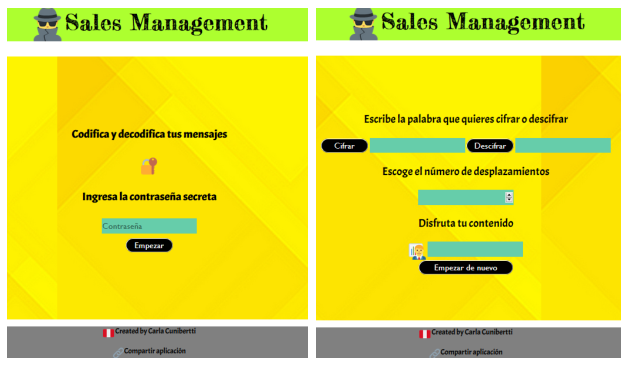 Sales Management
Codifica y decodifica tus mensajes
Ingresa la contraseña secreta
Contraseña
Empezar
Created by Carla Cunibertti
Compartir aplicación
Sales Management
Escribe la palabra que quieres cifrar o descifrar
Cifrar Descifrar
Escoge el número de desplazamientos
Disfruta tu contenido
Empezar de nuevo
Created by Carla Cunibertti
Compartir aplicación